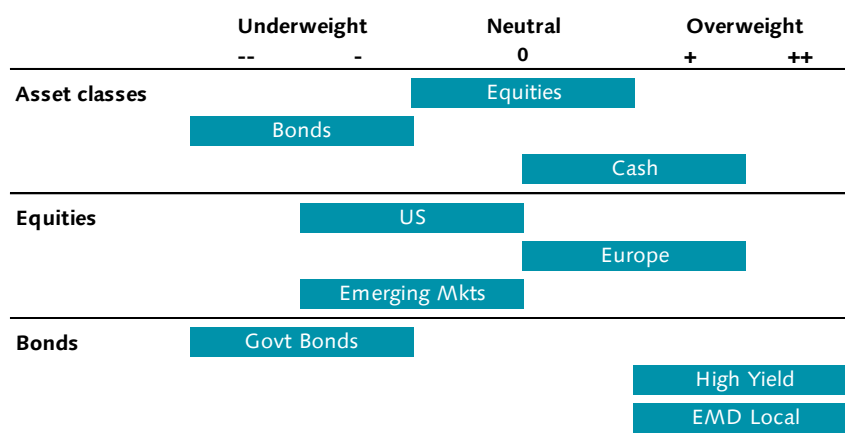 Underweight Neutral Overweight
-- - 0 + ++
Asset classes Equities
Bonds
Cash
Equities US
Europe
Emerging Mkts
Bonds Govt Bonds
High Yield
EMD Local